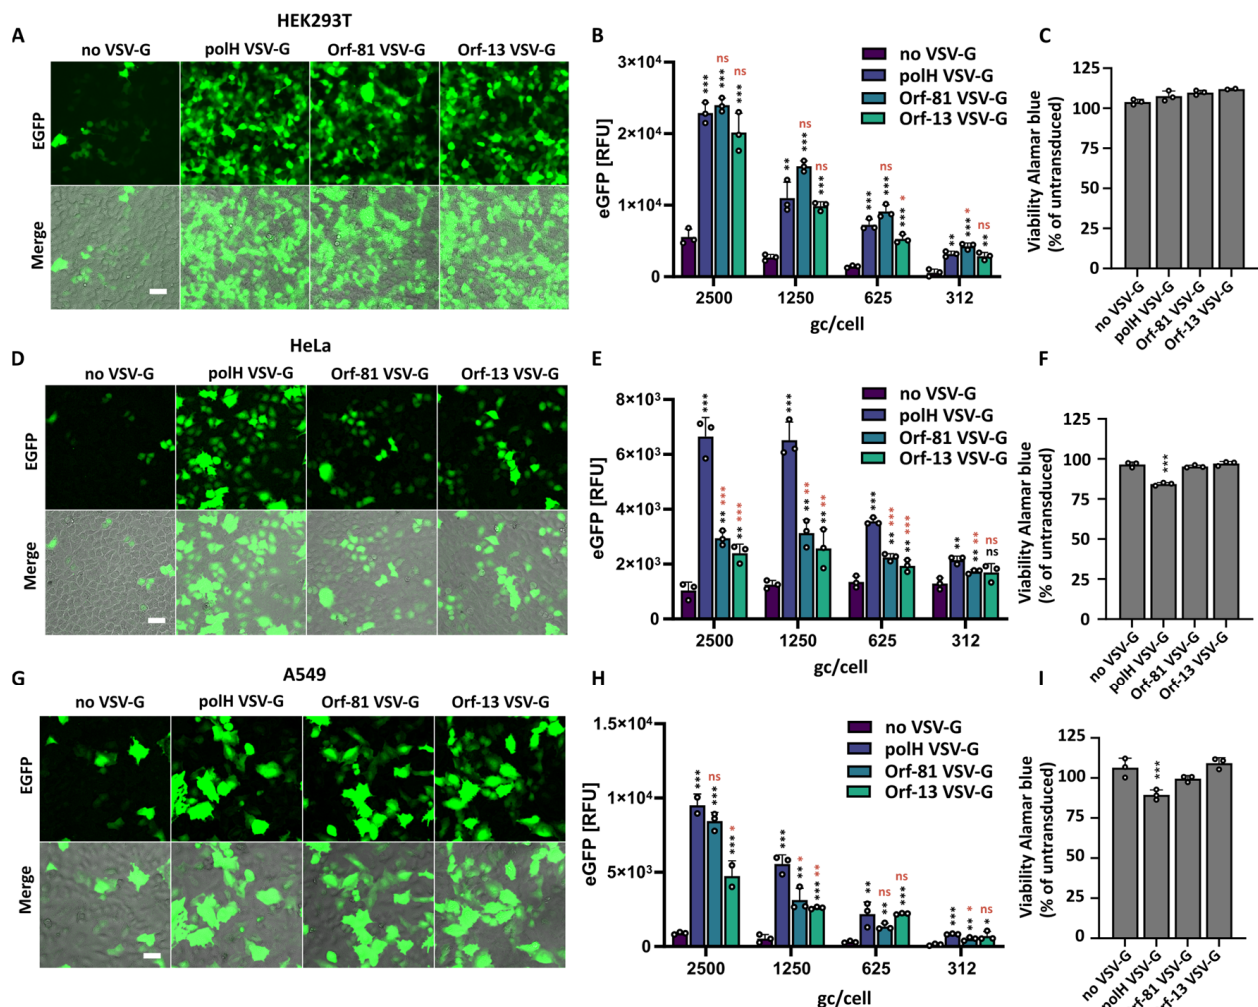 HEK293T
A
no VSV-G polH VSV-G Orf-81 VSV-G Orf-13 VSV-G
EGFP
Merge
B
eGFP [RFU]
3×10⁴
2×10⁴
1×10⁴
0
no VSV-G
polH VSV-G
Orf-81 VSV-G
Orf-13 VSV-G
*** *** ns *** ns
** *** ns *** ns
*** *** ns *** *
** *** * ** ns
2500 1250 625 312
gc/cell
C
Viability Alamar blue
(% of untransduced)
125
100
75
50
25
0
no VSV-G
polH VSV-G
Orf-81 VSV-G
Orf-13 VSV-G
HeLa
D
no VSV-G polH VSV-G Orf-81 VSV-G Orf-13 VSV-G
EGFP
Merge
E
eGFP [RFU]
8×10³
6×10³
4×10³
2×10³
0
no VSV-G
polH VSV-G
Orf-81 VSV-G
Orf-13 VSV-G
*** ** *** ** ***
*** ** ** ** **
*** ** *** ** ***
** ** ** ns ns
2500 1250 625 312
gc/cell
F
Viability Alamar blue
(% of untransduced)
125
100
75
50
25
0
***
no VSV-G
polH VSV-G
Orf-81 VSV-G
Orf-13 VSV-G
A549
G
no VSV-G polH VSV-G Orf-81 VSV-G Orf-13 VSV-G
EGFP
Merge
H
eGFP [RFU]
1.5×10⁴
1×10⁴
5×10³
0
no VSV-G
polH VSV-G
Orf-81 VSV-G
Orf-13 VSV-G
*** *** ns *** *
*** ** * *** **
** ** ns *** ns
*** ** * * ns
2500 1250 625 312
gc/cell
I
Viability Alamar blue
(% of untransduced)
125
100
75
50
25
0
***
no VSV-G
polH VSV-G
Orf-81 VSV-G
Orf-13 VSV-G